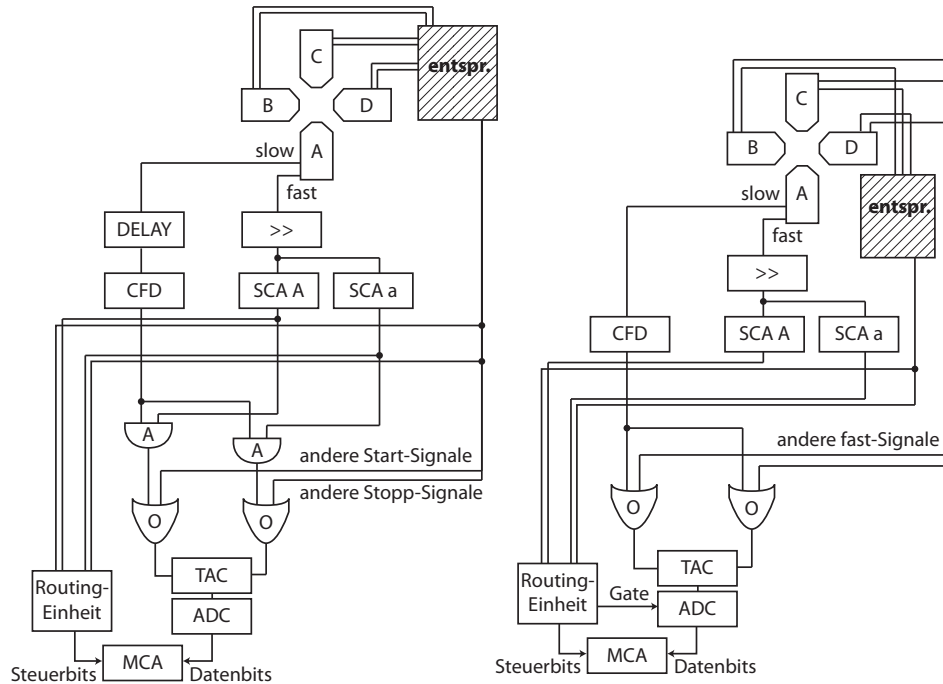 C
entspr.
B
D
slow
A
fast
DELAY
>>
CFD
SCA A
SCA a
A
A
andere Start-Signale
andere Stopp-Signale
O
O
Routing-
Einheit
TAC
ADC
MCA
Steuerbits
Datenbits
C
B
D
slow
A
entspr.
fast
>>
CFD
SCA A
SCA a
andere fast-Signale
O
O
Routing-
Einheit
Gate
TAC
ADC
MCA
Steuerbits
Datenbits